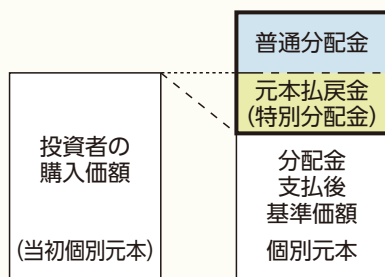 普通分配金
元本払戻金
(特別分配金)
投資者の
購入価額
(当初個別元本)
分配金
支払後
基準価額
個別元本